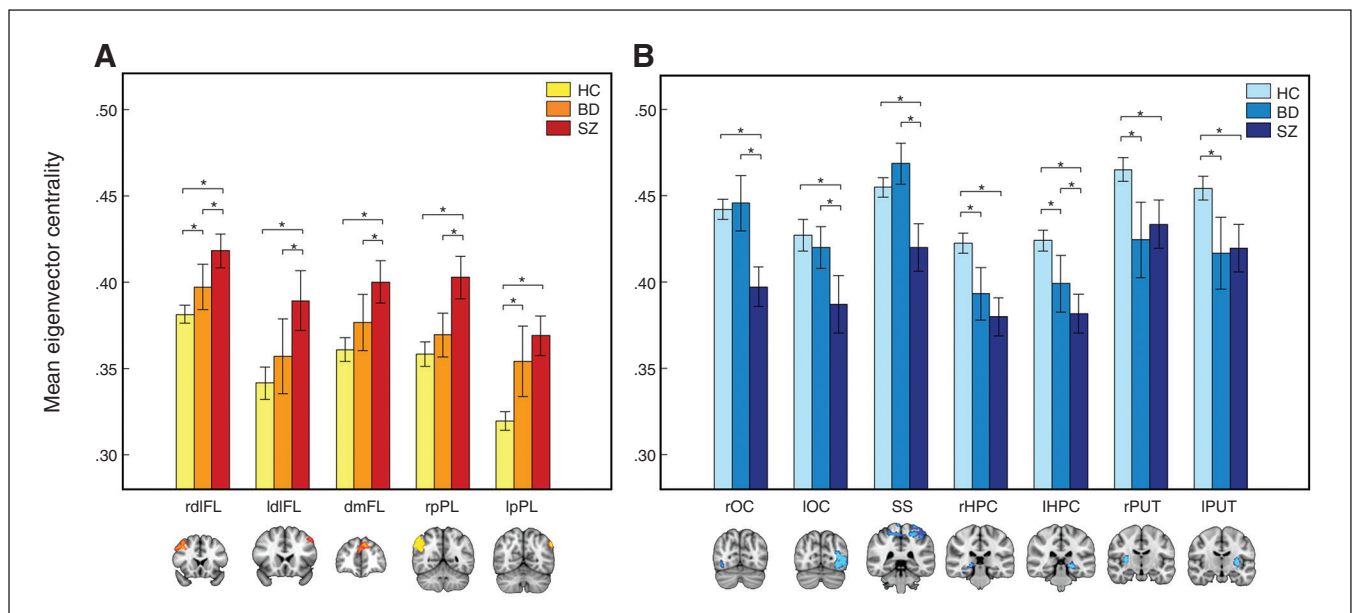 A
B
HC
BD
SZ
HC
BD
SZ
Mean eigenvector centrality
.50
.45
.40
.35
.30
.50
.45
.40
.35
.30
* * *
* *
* *
* *
* *
* *
* *
* *
* *
* * *
* *
* *
rdlFL ldlFL dmFL rpPL lpPL
rOC lOC SS rHPC lHPC rPUT lPUT